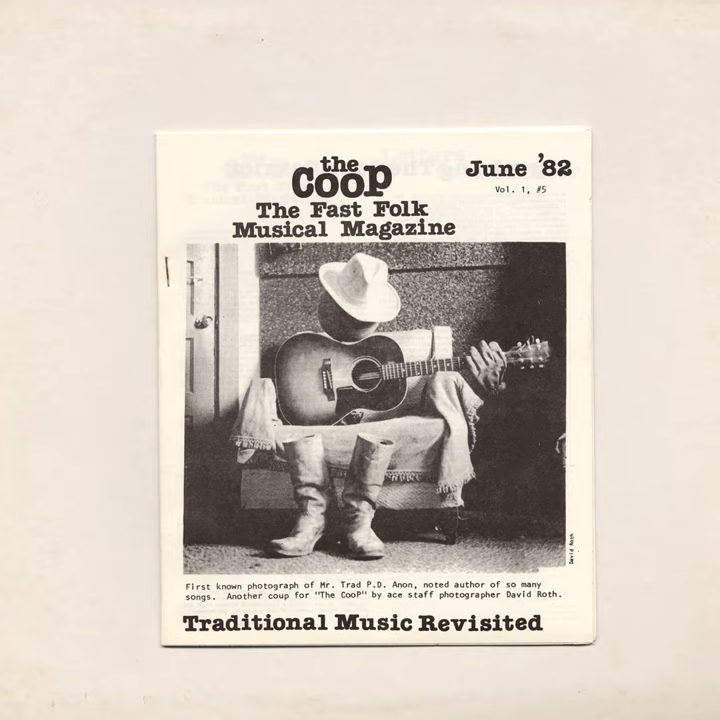 the
CooP
June '82
Vol. 1, #5
The Fast Folk
Musical Magazine
David Roth
First known photograph of Mr. Trad P.D. Anon, noted author of so many
songs. Another coup for "The CooP" by ace staff photographer David Roth.
Traditional Music Revisited